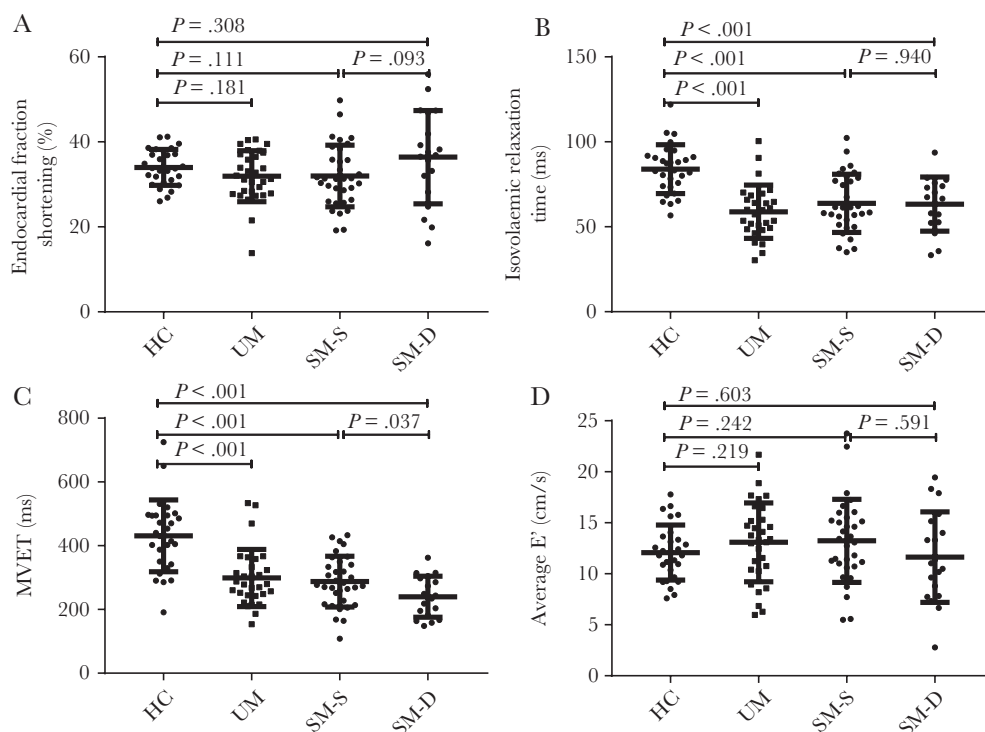 A
P = .308
P = .111
P = .093
P = .181
60
40
20
0
Endocardial fraction
shortening (%)
HC
UM
SM-S
SM-D
B
P < .001
P < .001
P = .940
P < .001
150
100
50
0
Isovolaemic relaxation
time (ms)
HC
UM
SM-S
SM-D
C
P < .001
P < .001
P = .037
P < .001
800
600
400
200
0
MVET (ms)
HC
UM
SM-S
SM-D
D
P = .603
P = .242
P = .591
P = .219
25
20
15
10
5
0
Average E’ (cm/s)
HC
UM
SM-S
SM-D